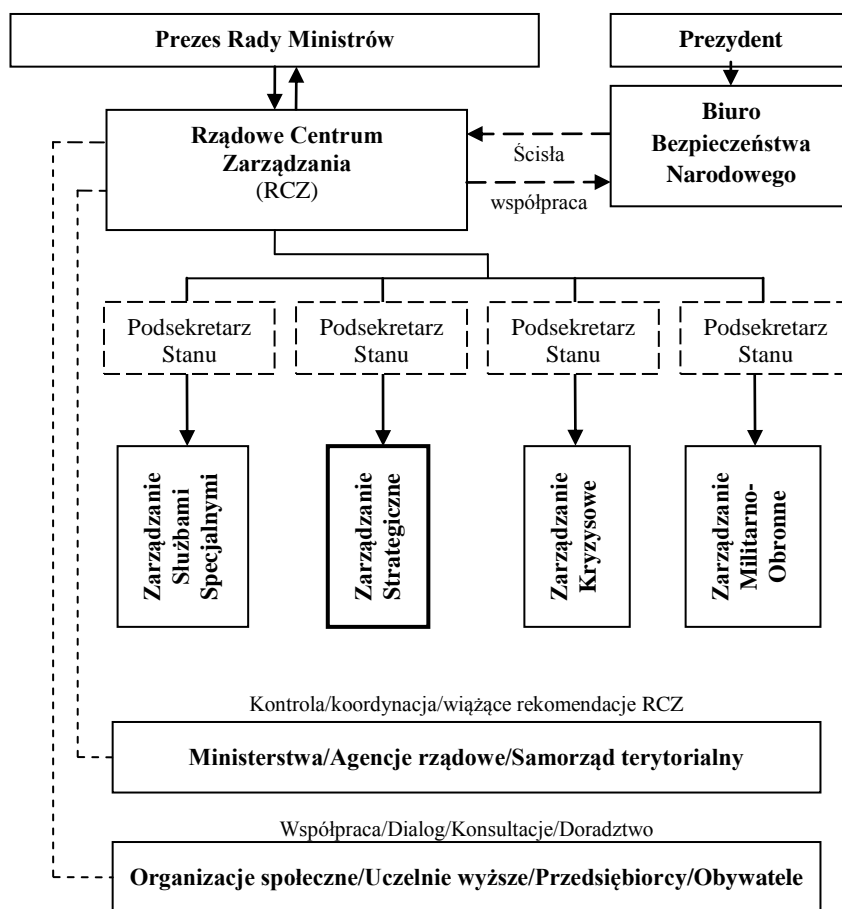 Prezes Rady Ministrów
Prezydent
Rządowe Centrum
Zarządzania
(RCZ)
Ścisła
współpraca
Biuro
Bezpieczeństwa
Narodowego
Podsekretarz
Stanu
Podsekretarz
Stanu
Podsekretarz
Stanu
Podsekretarz
Stanu
Zarządzanie
Służbami
Specjalnymi
Zarządzanie
Strategiczne
Zarządzanie
Kryzysowe
Zarządzanie
Militarno-
Obronne
Kontrola/koordynacja/wiążące rekomendacje RCZ
Ministerstwa/Agencje rządowe/Samorząd terytorialny
Współpraca/Dialog/Konsultacje/Doradztwo
Organizacje społeczne/Uczelnie wyższe/Przedsiębiorcy/Obywatele